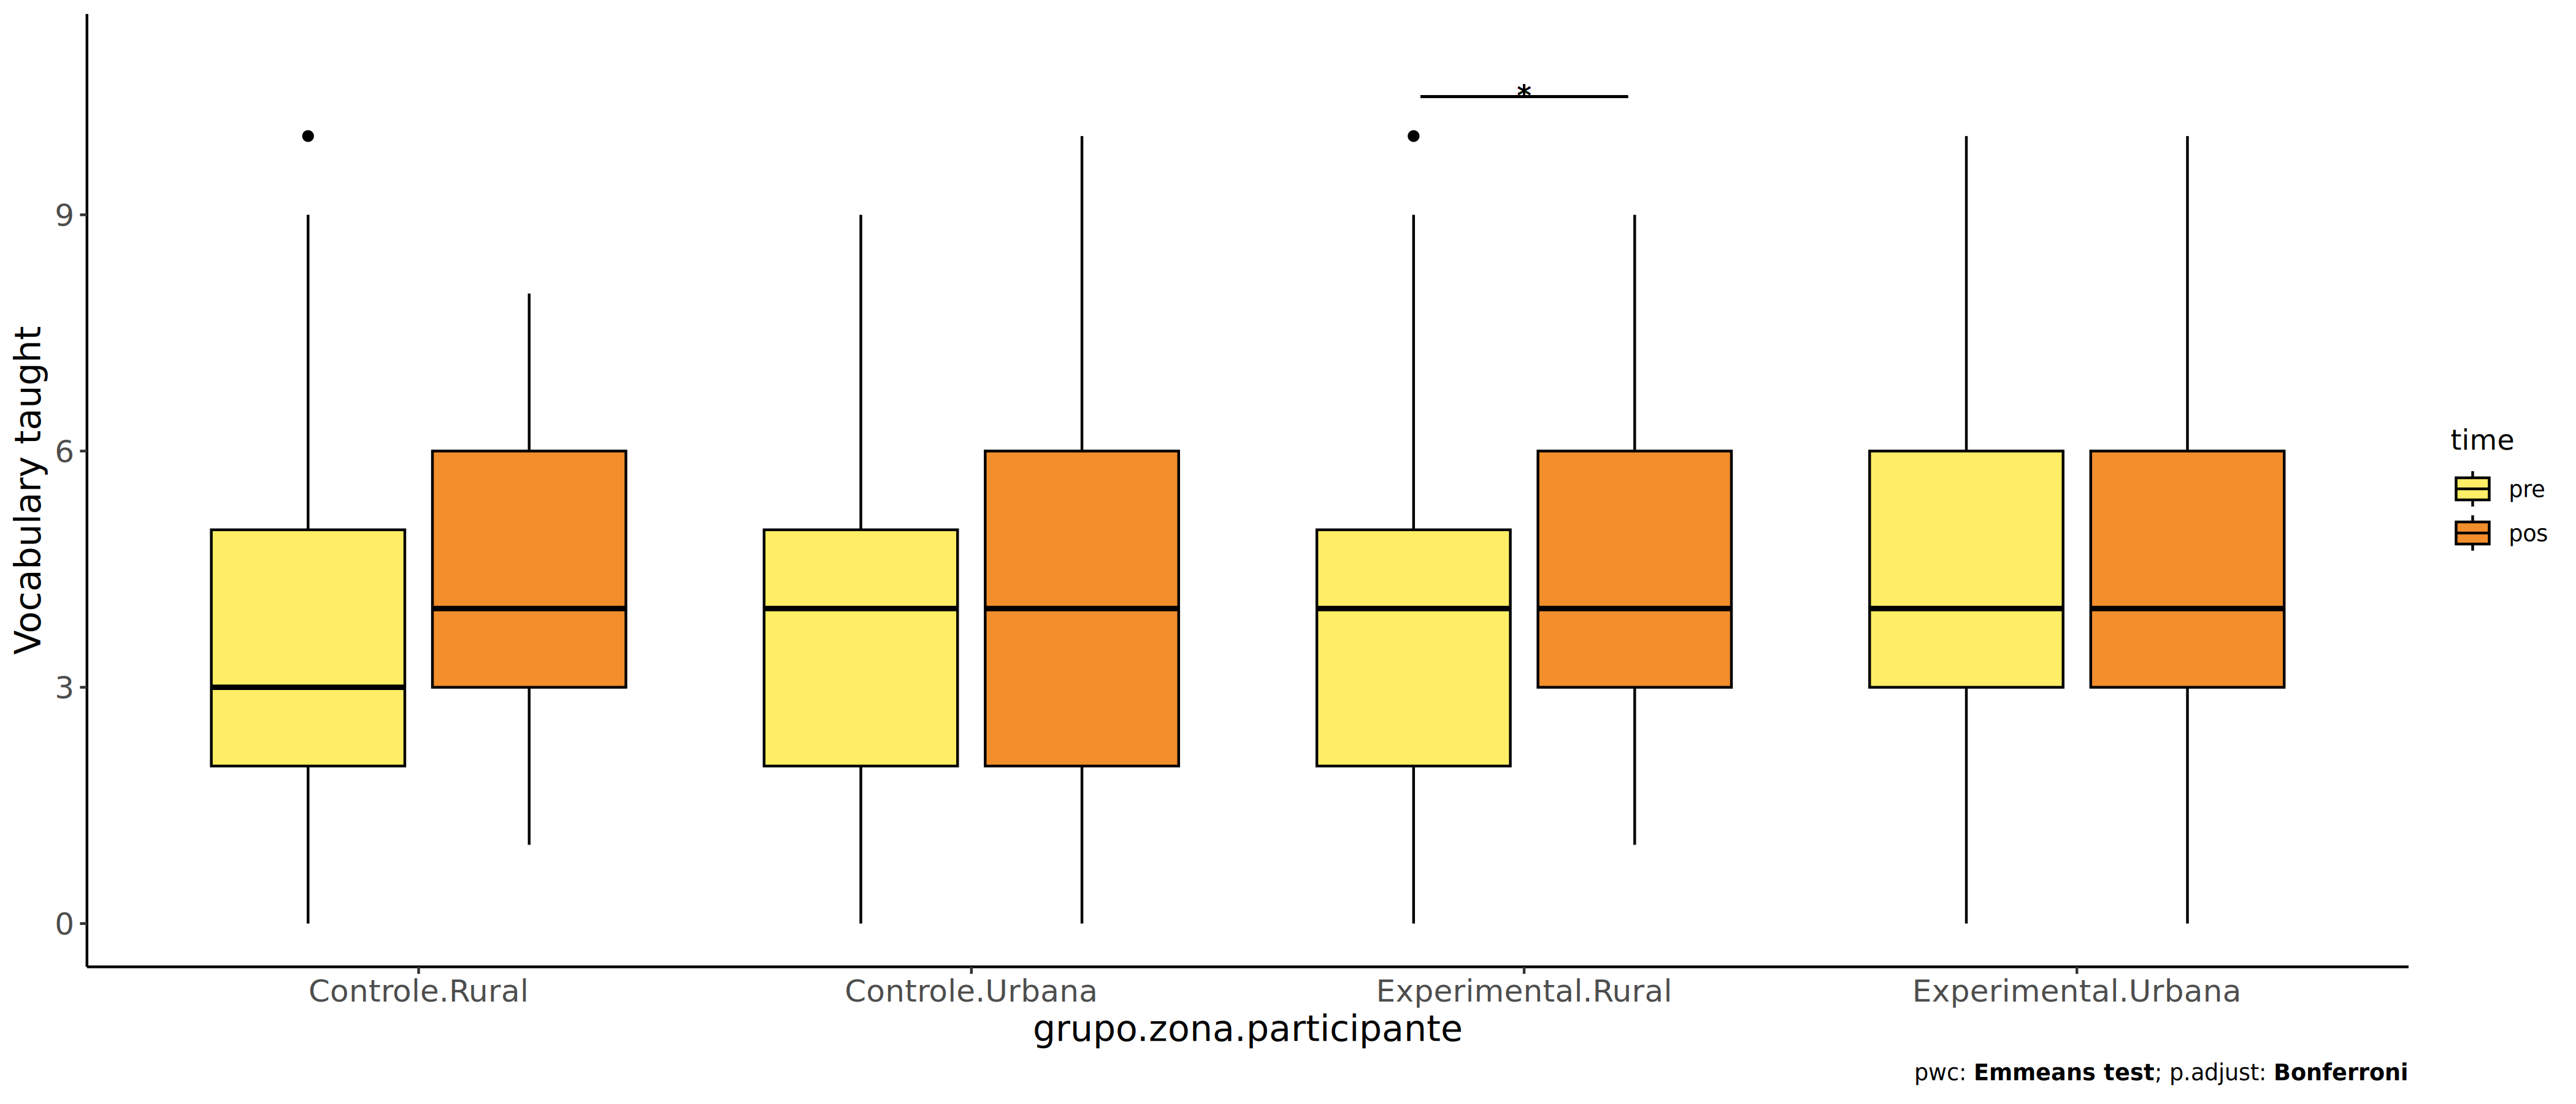 Vocabulary taught
9
6
3
0
*
Controle.Rural
Controle.Urbana
Experimental.Rural
Experimental.Urbana
grupo.zona.participante
time
pre
pos
pwc: Emmeans test; p.adjust: Bonferroni